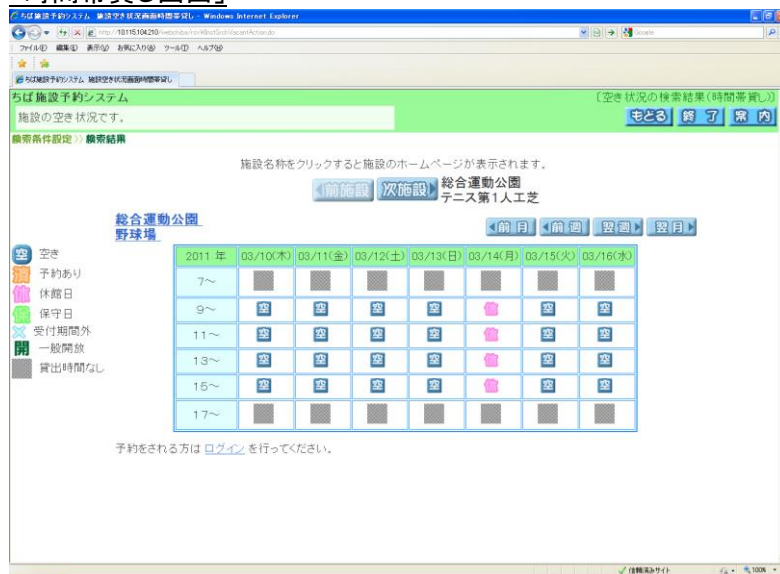 「時間帯貸し画面」
ちば施設予約システム 施設空き状況画面時間帯貸し - Windows Internet Explorer
ファイル(F) 編集(E) 表示(V) お気に入り(A) ツール(T) ヘルプ(H)
ちば施設予約システム 施設空き状況画面時間帯貸し
ちば施設予約システム
〔空き状況の検索結果(時間帯貸し)〕
施設の空き状況です。
もどる 終 了 案 内
検索条件設定>>検索結果
施設名称をクリックすると施設のホームページが表示されます。
前施設 次施設 総合運動公園
テニス第1人工芝
総合運動公園
野球場
前 月 前 週 翌 週 翌 月
空 空き
予約あり
休館日
保守日
受付期間外
開 一般開放
貸出時間なし
2011 年 03/10(木) 03/11(金) 03/12(土) 03/13(日) 03/14(月) 03/15(火) 03/16(水)
7～
9～ 空 空 空 空 休 空 空
11～ 空 空 空 空 休 空 空
13～ 空 空 空 空 休 空 空
15～ 空 空 空 空 休 空 空
17～
予約をされる方は ログイン を行ってください。
信頼済みサイト 100%